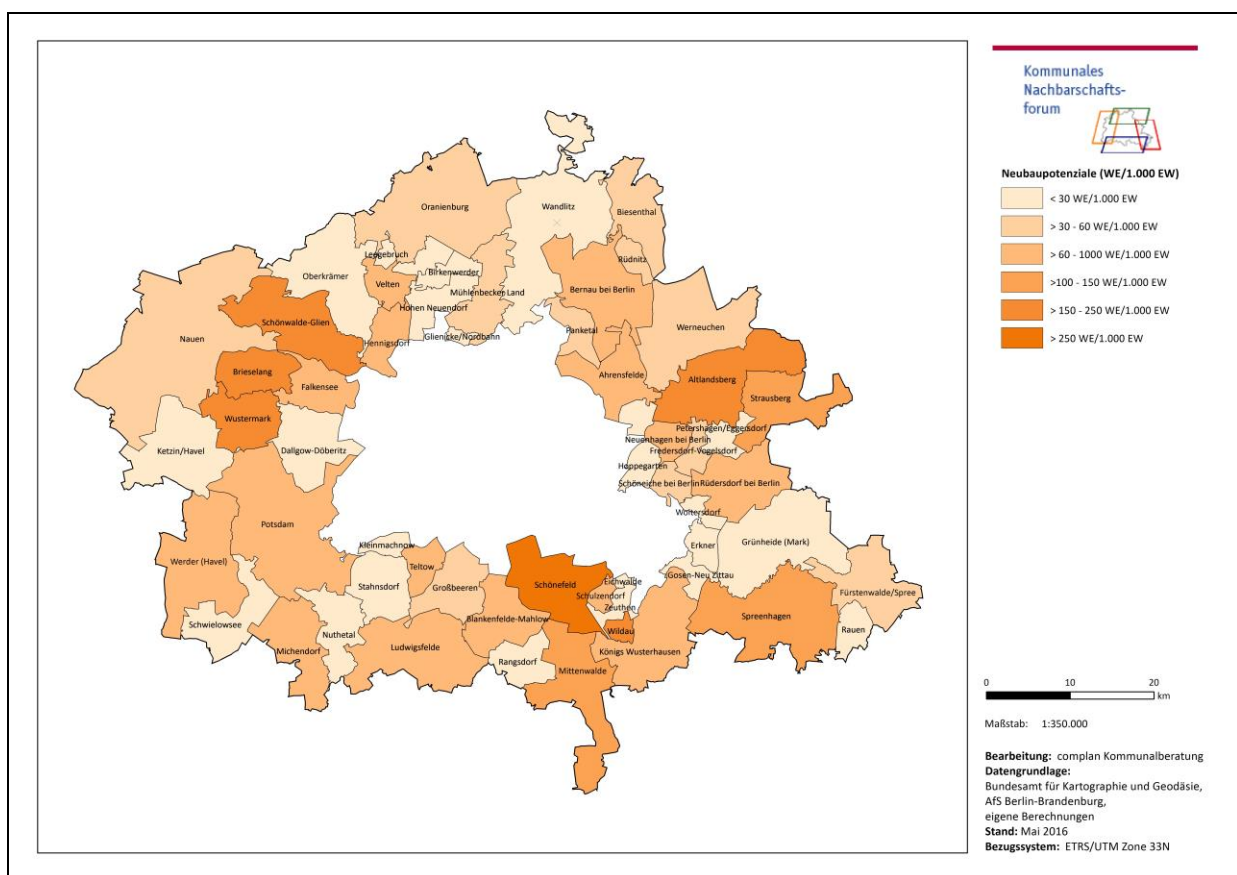 Kommunales
Nachbarschafts-
forum
Neubaupotenziale (WE/1.000 EW)
< 30 WE/1.000 EW
> 30 - 60 WE/1.000 EW
> 60 - 1000 WE/1.000 EW
>100 - 150 WE/1.000 EW
> 150 - 250 WE/1.000 EW
> 250 WE/1.000 EW
Oranienburg
Wandlitz
Biesenthal
Leegebruch
Rüdnitz
Oberkrämer
Birkenwerder
Velten
Bernau bei Berlin
Mühlenbecker Land
Hohen Neuendorf
Schönwalde-Glien
Werneuchen
Panketal
Glienicke/Nordbahn
Nauen
Hennigsdorf
Brieselang
Ahrensfelde
Altlandsberg
Falkensee
Strausberg
Wustermark
Petershagen/Eggersdorf
Neuenhagen bei Berlin
Ketzin/Havel
Dallgow-Döberitz
Fredersdorf-Vogelsdorf
Hoppegarten
Schöneiche bei Berlin
Rüdersdorf bei Berlin
Woltersdorf
Potsdam
Grünheide (Mark)
Kleinmachnow
Erkner
Werder (Havel)
Teltow
Gosen-Neu Zittau
Stahnsdorf
Großbeeren
Schönefeld
Eichwalde
Schulzendorf
Fürstenwalde/Spree
Zeuthen
Spreenhagen
Blankenfelde-Mahlow
Schwielowsee
Rauen
Wildau
Nuthetal
Ludwigsfelde
Michendorf
Königs Wusterhausen
Rangsdorf
Mittenwalde
0 10 20
km
Maßstab: 1:350.000
Bearbeitung: complan Kommunalberatung
Datengrundlage:
Bundesamt für Kartographie und Geodäsie,
AfS Berlin-Brandenburg,
eigene Berechnungen
Stand: Mai 2016
Bezugssystem: ETRS/UTM Zone 33N